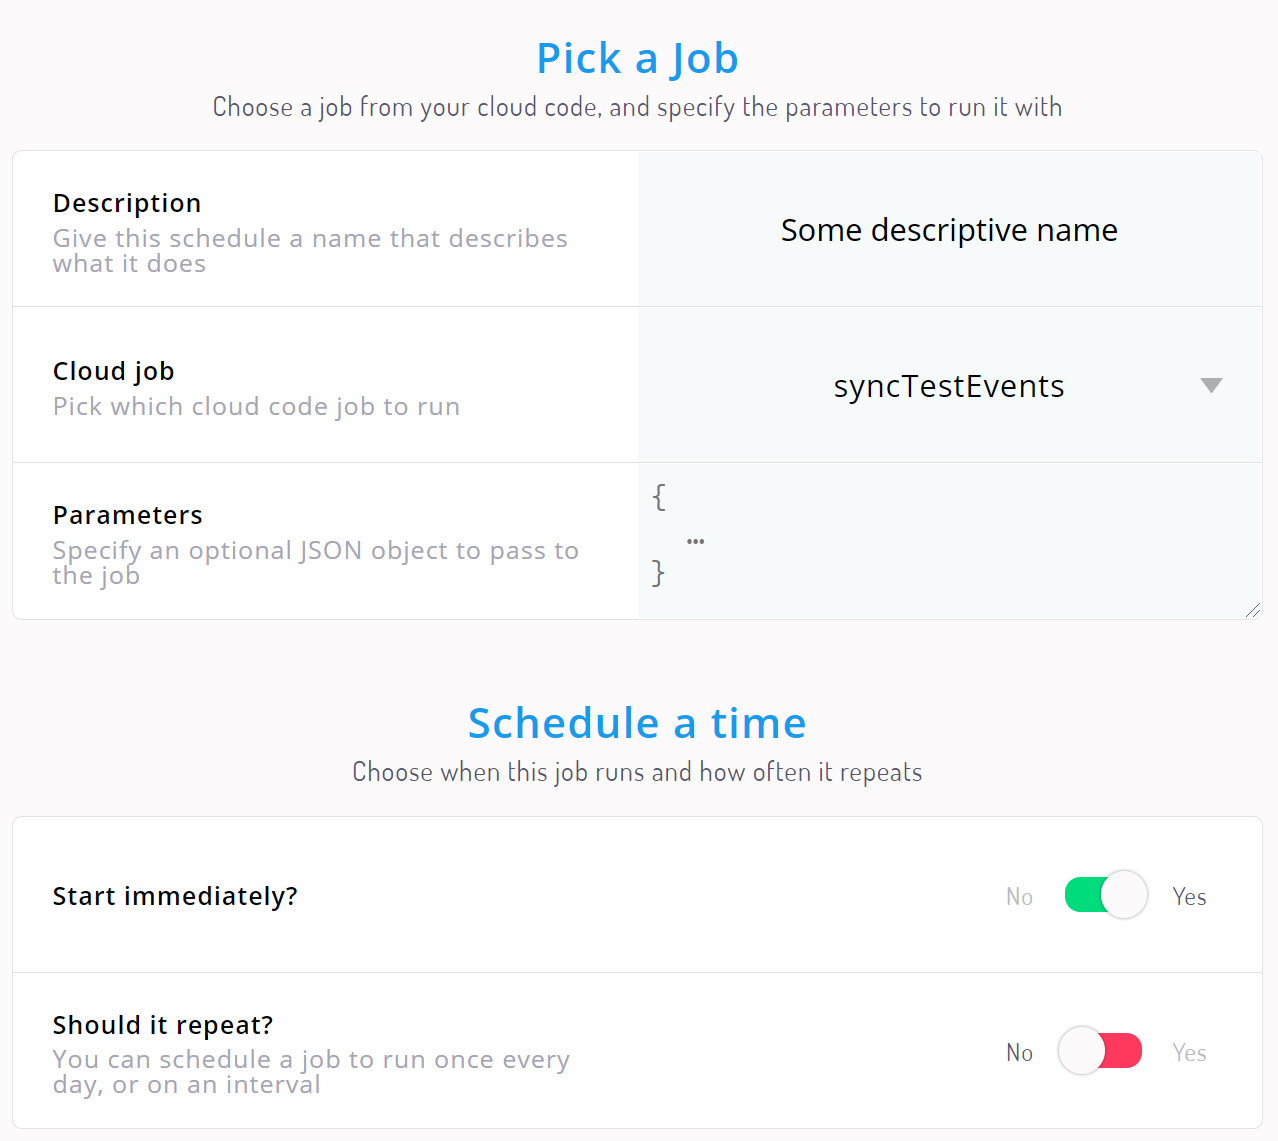 Pick a Job
Choose a job from your cloud code, and specify the parameters to run it with
Description
Give this schedule a name that describes
what it does
Some descriptive name
Cloud job
Pick which cloud code job to run
syncTestEvents
Parameters
Specify an optional JSON object to pass to
the job
{
…
}
Schedule a time
Choose when this job runs and how often it repeats
Start immediately?
No Yes
Should it repeat?
You can schedule a job to run once every
day, or on an interval
No Yes